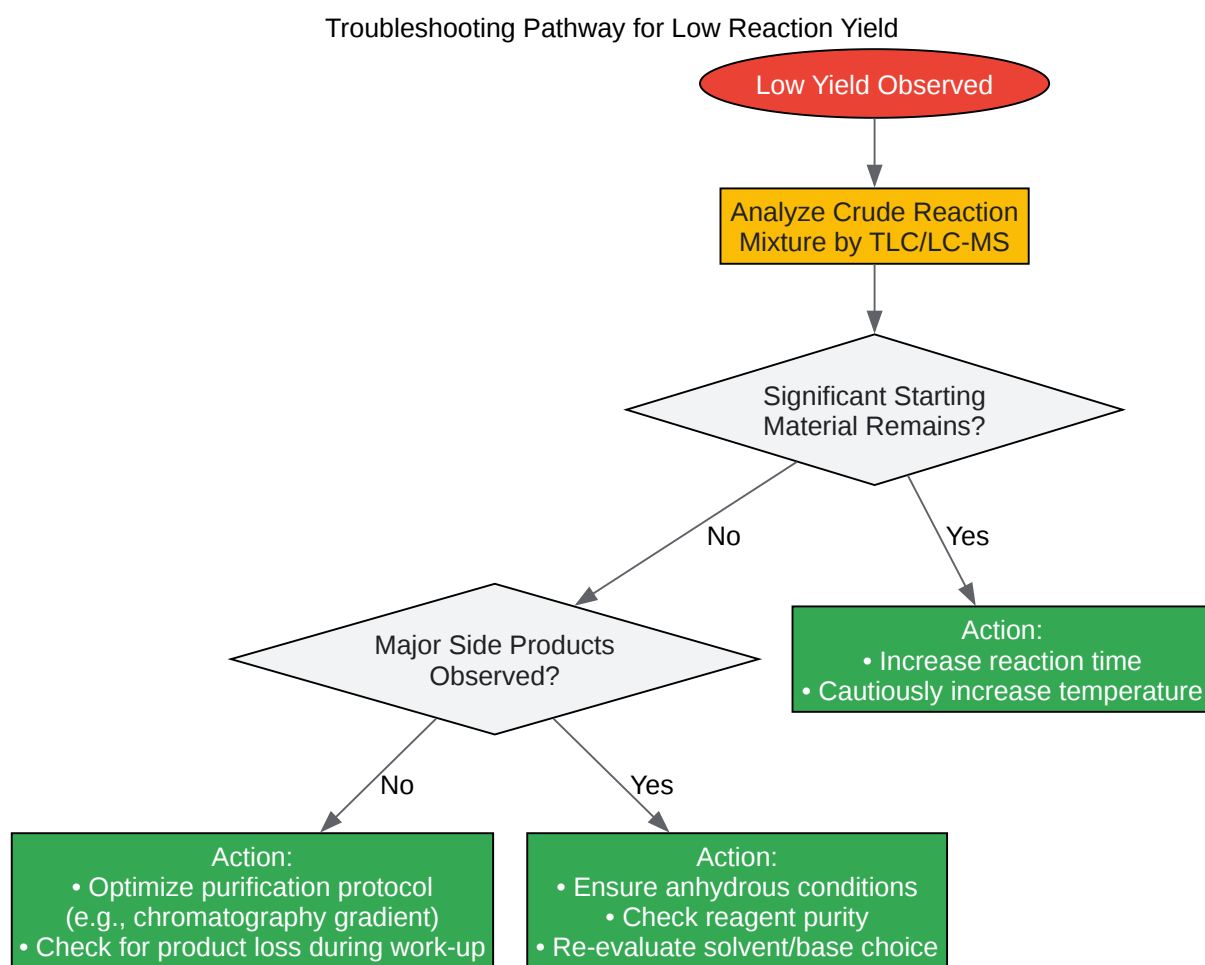 Troubleshooting Pathway for Low Reaction Yield
Low Yield Observed
Analyze Crude Reaction
Mixture by TLC/LC-MS
Significant Starting
Material Remains?
No
Yes
Major Side Products
Observed?
Action:
• Increase reaction time
• Cautiously increase temperature
No
Yes
Action:
• Optimize purification protocol
(e.g., chromatography gradient)
• Check for product loss during work-up
Action:
• Ensure anhydrous conditions
• Check reagent purity
• Re-evaluate solvent/base choice